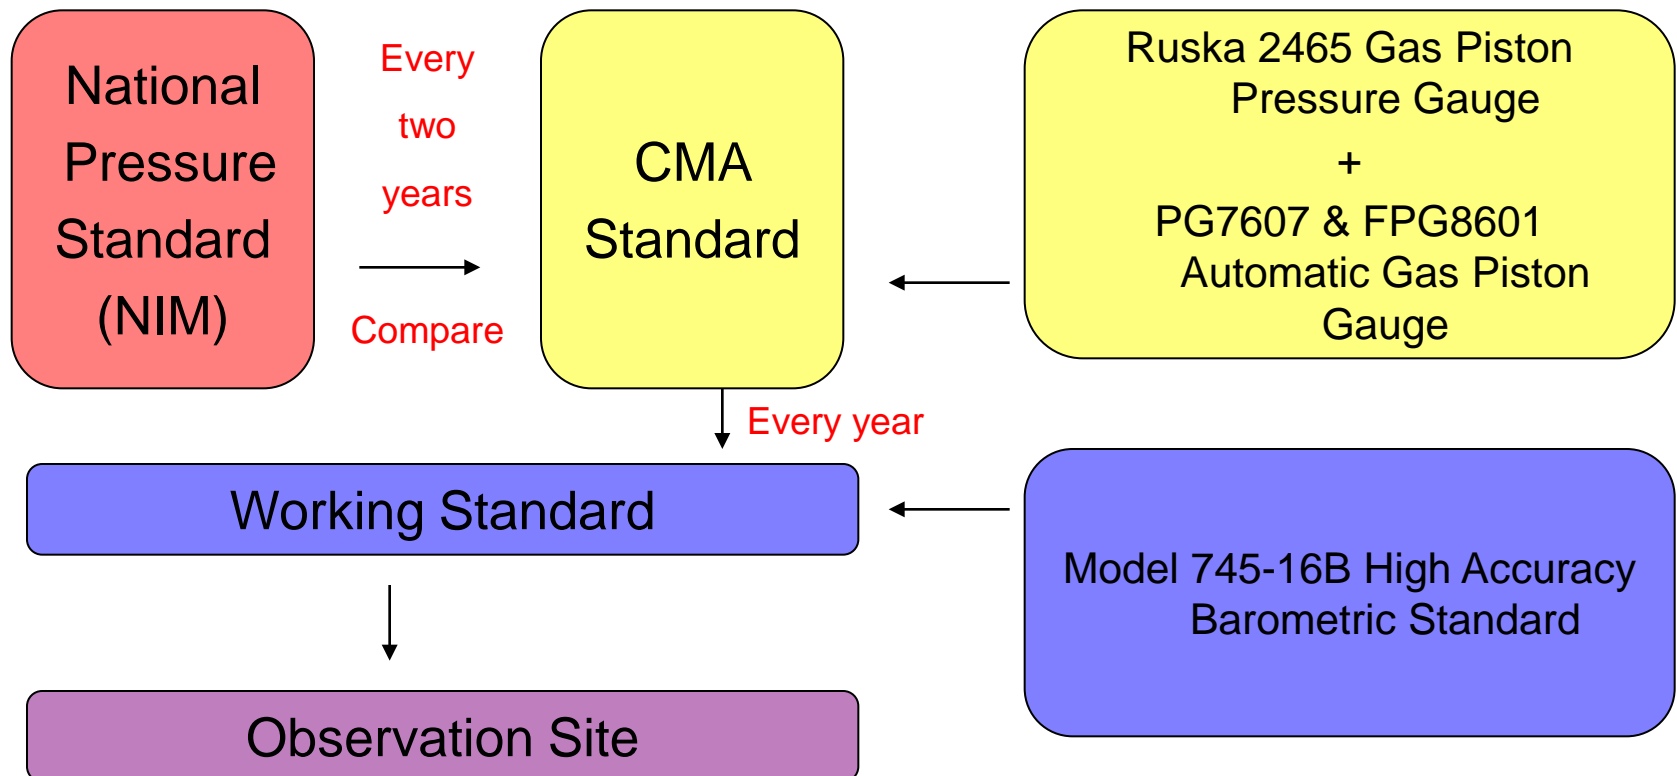 National
Pressure
Standard
(NIM)
Every
two
years
Compare
CMA
Standard
Ruska 2465 Gas Piston
Pressure Gauge
+
PG7607 & FPG8601
Automatic Gas Piston
Gauge
Every year
Working Standard
Model 745-16B High Accuracy
Barometric Standard
Observation Site